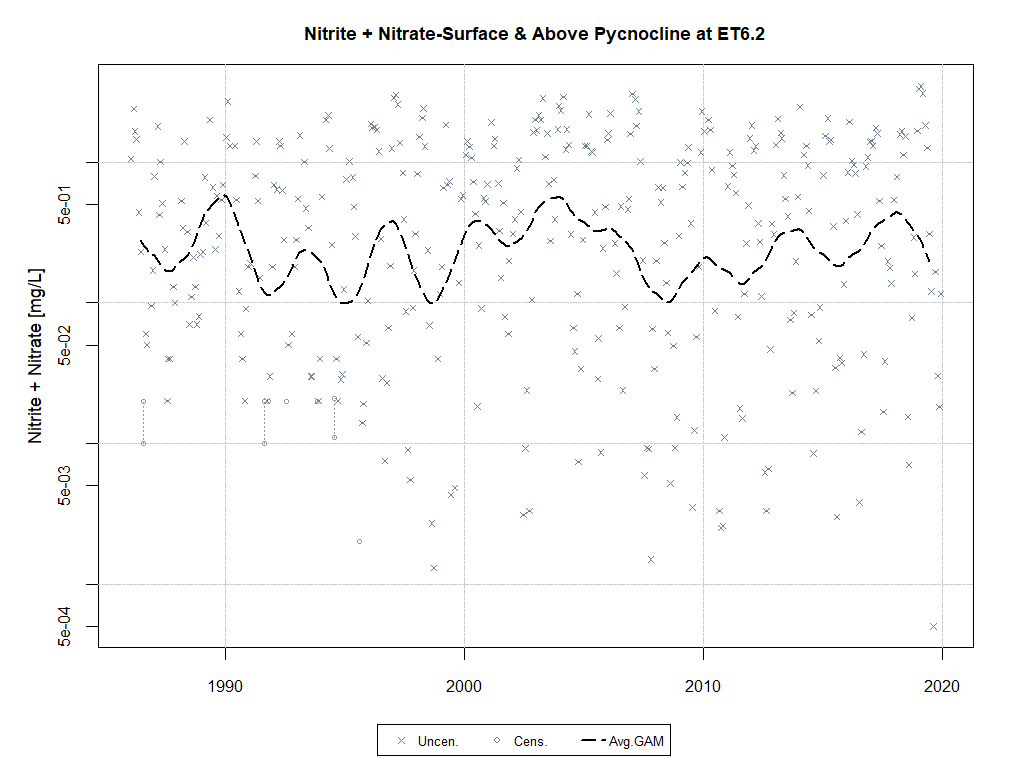 Nitrite + Nitrate-Surface & Above Pycnocline at ET6.2
Nitrite + Nitrate [mg/L]
5e-01
5e-02
5e-03
5e-04
1990 2000 2010 2020
Uncen. Cens. Avg.GAM